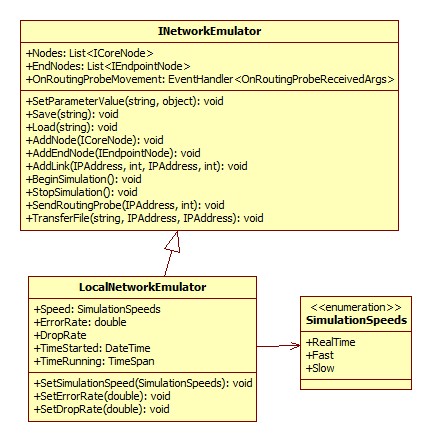 INetworkEmulator
+Nodes: List<ICoreNode>
+EndNodes: List<IEndpointNode>
+OnRoutingProbeMovement: EventHandler<OnRoutingProbeReceivedArgs>
+SetParameterValue(string, object): void
+Save(string): void
+Load(string): void
+AddNode(ICoreNode): void
+AddEndNode(IEndpointNode): void
+AddLink(IPAddress, int, IPAddress, int): void
+BeginSimulation(): void
+StopSimulation(): void
+SendRoutingProbe(IPAddress, int): void
+TransferFile(string, IPAddress, IPAddress): void
LocalNetworkEmulator
+Speed: SimulationSpeeds
+ErrorRate: double
+DropRate
+TimeStarted: DateTime
+TimeRunning: TimeSpan
+SetSimulationSpeed(SimulationSpeeds): void
+SetErrorRate(double): void
+SetDropRate(double): void
<<enumeration>>
SimulationSpeeds
+RealTime
+Fast
+Slow